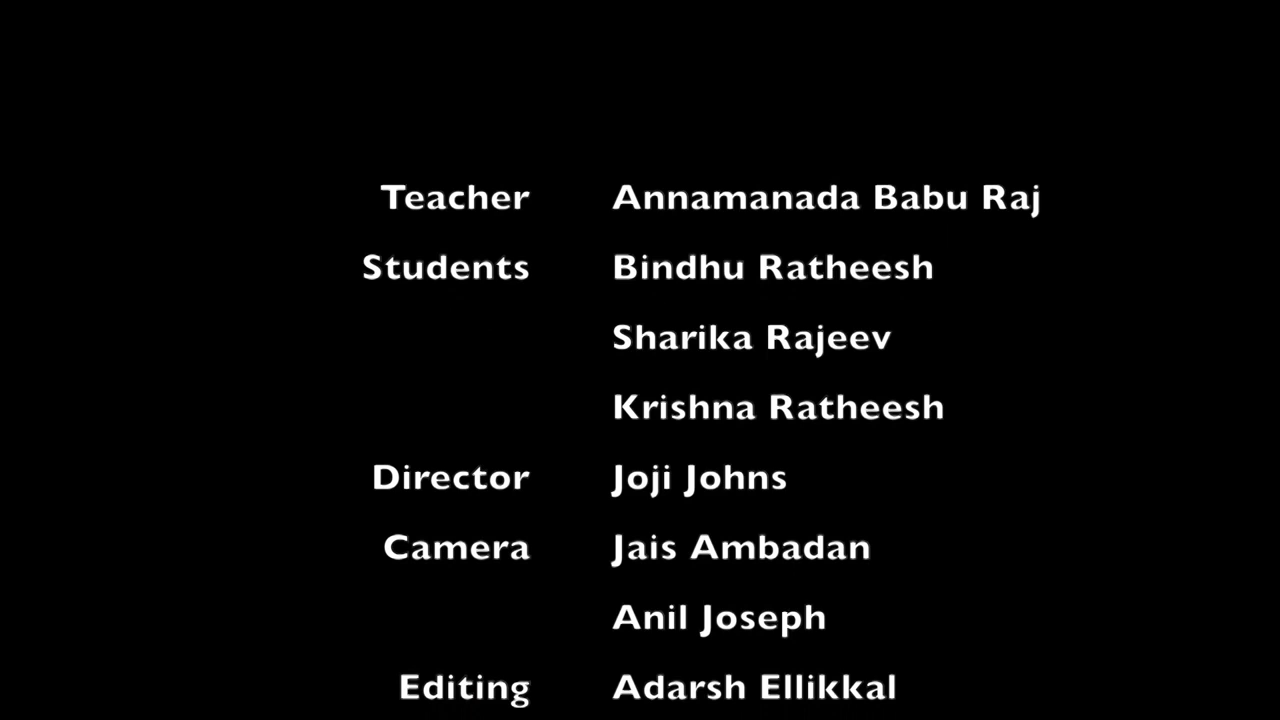 Teacher Annamanada Babu Raj
Students Bindhu Ratheesh
Sharika Rajeev
Krishna Ratheesh
Director Joji Johns
Camera Jais Ambadan
Anil Joseph
Editing Adarsh Ellikkal